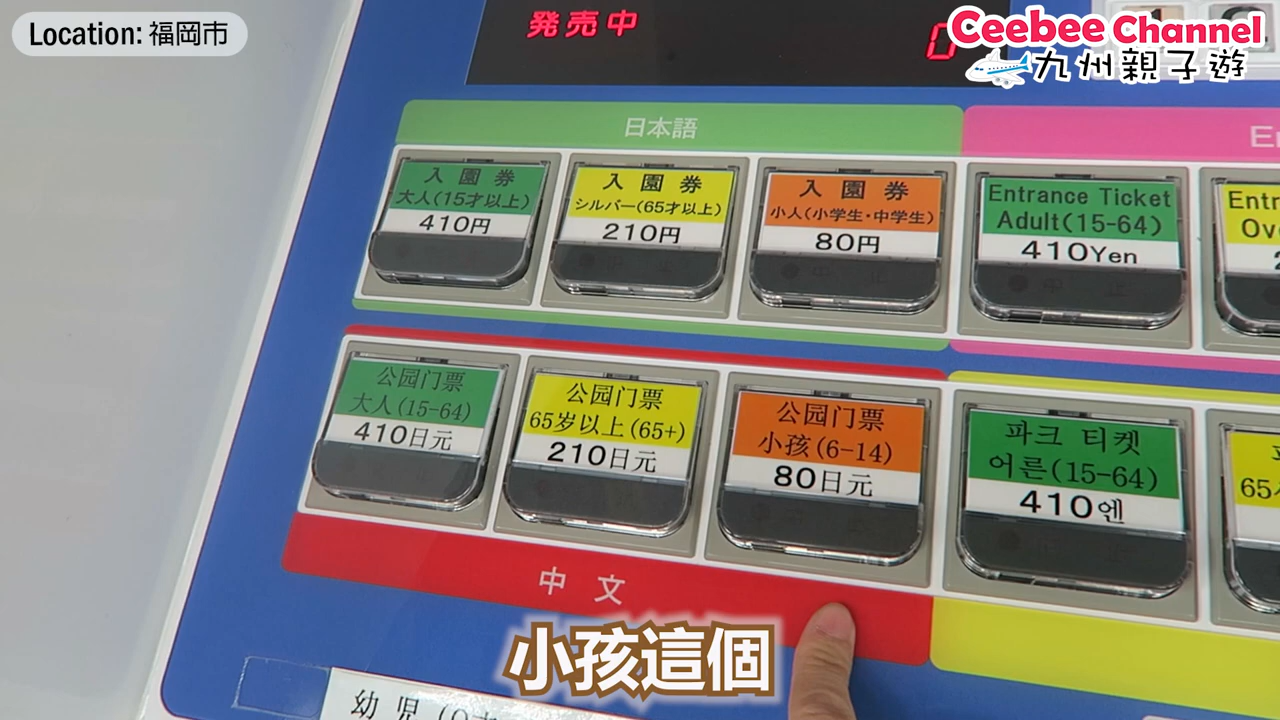 Location: 福岡市
発売中
0
Ceebee Channel
九州親子遊
日本語
入園券
大人(15才以上)
410円
入園券
シルバー(65才以上)
210円
入園券
小人(小学生・中学生)
80円
Entrance Ticket
Adult(15-64)
410Yen
公园门票
大人(15-64)
410日元
公园门票
65岁以上(65+)
210日元
公园门票
小孩(6-14)
80日元
파크 티켓
어른(15-64)
410엔
中文
小孩這個
幼児